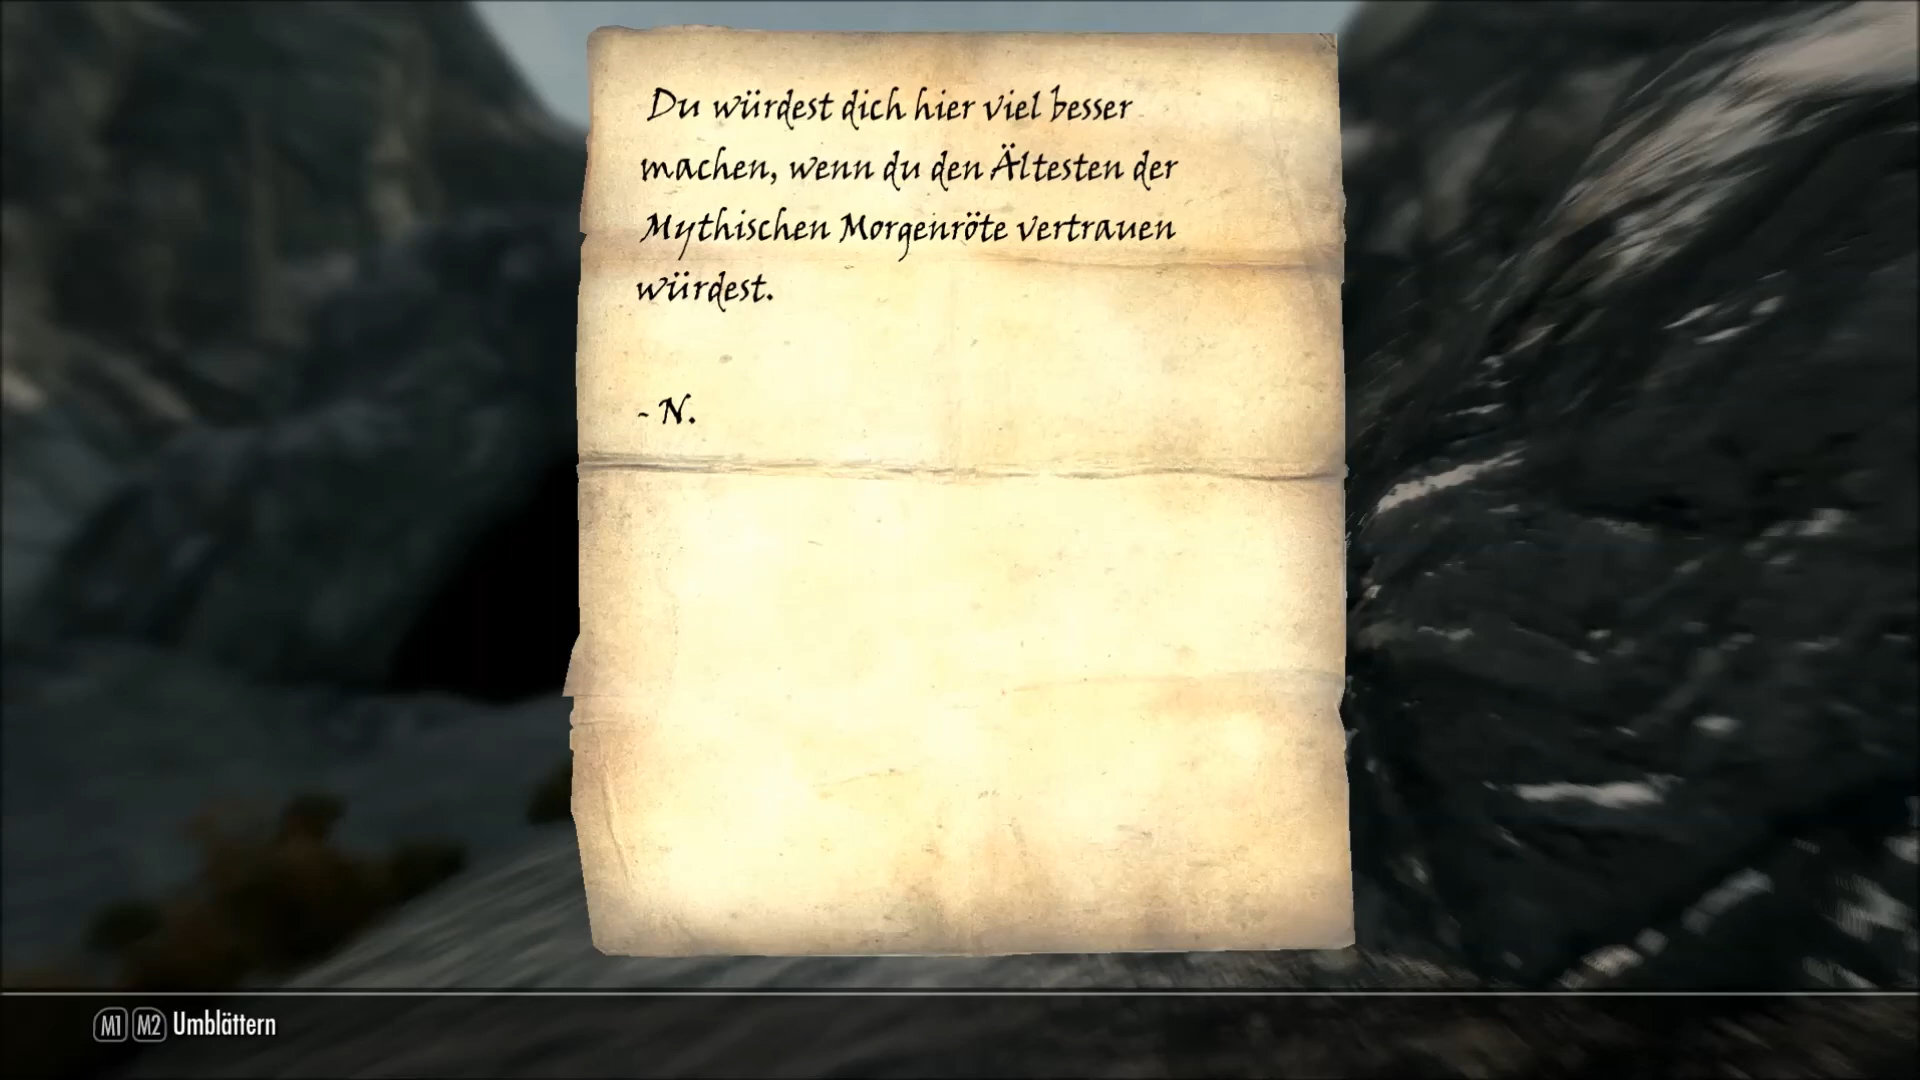 Du würdest dich hier viel besser
machen, wenn du den Ältesten der
Mythischen Morgenröte vertrauen
würdest.
- N.
M1 M2 Umblättern